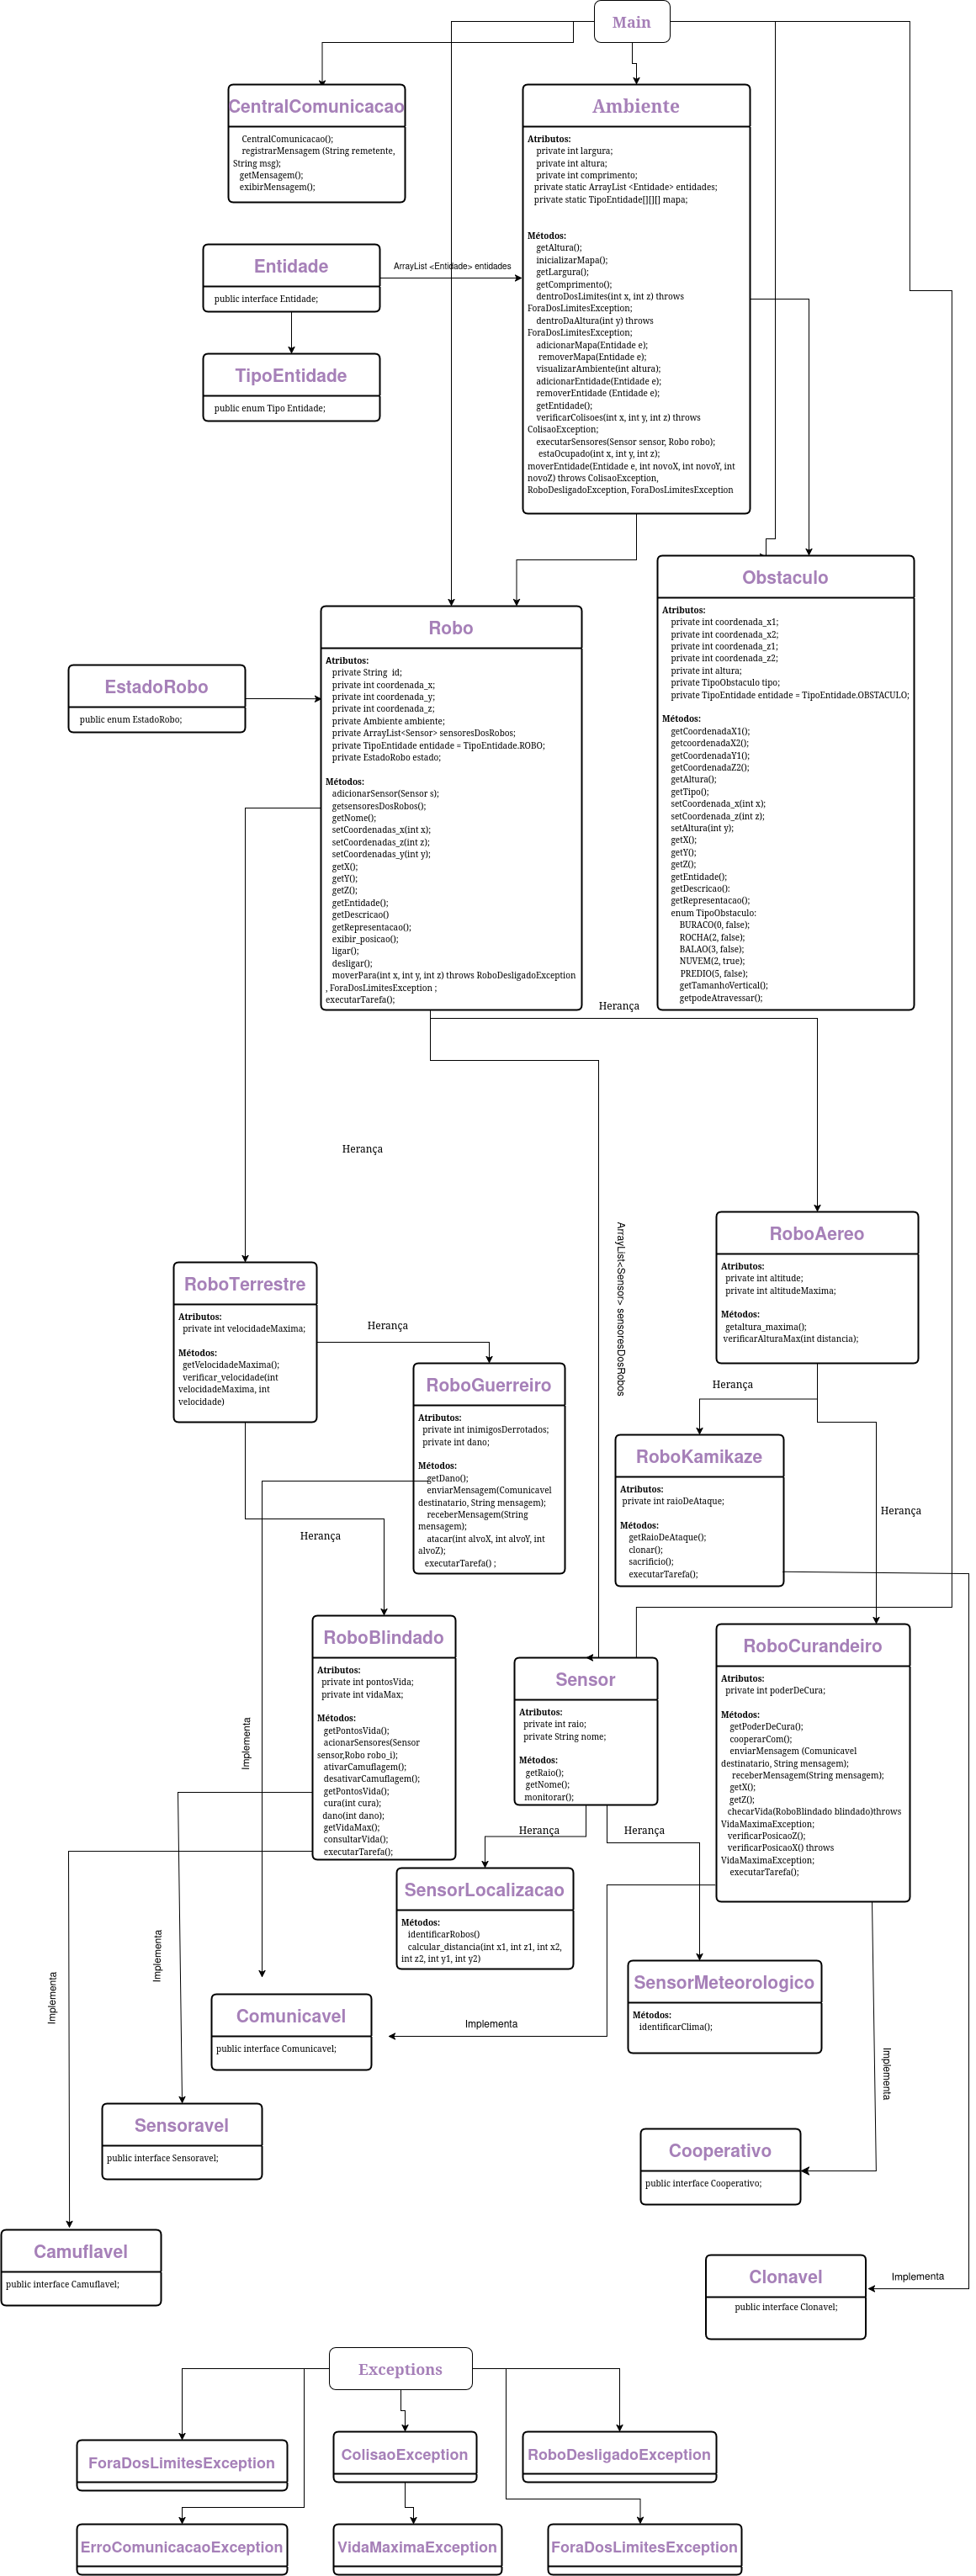 Main
CentralComunicacao
CentralComunicacao();
registrarMensagem (String remetente,
String msg);
getMensagem();
exibirMensagem();
Ambiente
Atributos:
private int largura;
private int altura;
private int comprimento;
private static ArrayList <Entidade> entidades;
private static TipoEntidade[][][] mapa;
Métodos:
getAltura();
inicializarMapa();
getLargura();
getComprimento();
dentroDosLimites(int x, int z) throws
ForaDosLimitesException;
dentroDaAltura(int y) throws
ForaDosLimitesException;
adicionarMapa(Entidade e);
removerMapa(Entidade e);
visualizarAmbiente(int altura);
adicionarEntidade(Entidade e);
removerEntidade (Entidade e);
getEntidade();
verificarColisoes(int x, int y, int z) throws
ColisaoException;
executarSensores(Sensor sensor, Robo robo);
estaOcupado(int x, int y, int z);
moverEntidade(Entidade e, int novoX, int novoY, int
novoZ) throws ColisaoException,
RoboDesligadoException, ForaDosLimitesException
Entidade
public interface Entidade;
ArrayList <Entidade> entidades
TipoEntidade
public enum Tipo Entidade;
Obstaculo
Atributos:
private int coordenada_x1;
private int coordenada_x2;
private int coordenada_z1;
private int coordenada_z2;
private int altura;
private TipoObstaculo tipo;
private TipoEntidade entidade = TipoEntidade.OBSTACULO;
Métodos:
getCoordenadaX1();
getcoordenadaX2();
getCoordenadaY1();
getCoordenadaZ2();
getAltura();
getTipo();
setCoordenada_x(int x);
setCoordenada_z(int z);
setAltura(int y);
getX();
getY();
getZ();
getEntidade();
getDescricao():
getRepresentacao();
enum TipoObstaculo:
BURACO(0, false);
ROCHA(2, false);
BALAO(3, false);
NUVEM(2, true);
PREDIO(5, false);
getTamanhoVertical();
getpodeAtravessar();
Robo
Atributos:
private String  id;
private int coordenada_x;
private int coordenada_y;
private int coordenada_z;
private Ambiente ambiente;
private ArrayList<Sensor> sensoresDosRobos;
private TipoEntidade entidade = TipoEntidade.ROBO;
private EstadoRobo estado;
Métodos:
adicionarSensor(Sensor s);
getsensoresDosRobos();
getNome();
setCoordenadas_x(int x);
setCoordenadas_z(int z);
setCoordenadas_y(int y);
getX();
getY();
getZ();
getEntidade();
getDescricao()
getRepresentacao();
exibir_posicao();
ligar();
desligar();
moverPara(int x, int y, int z) throws RoboDesligadoException
, ForaDosLimitesException ;
executarTarefa();
EstadoRobo
public enum EstadoRobo;
Herança
Herança
ArrayList<Sensor> sensoresDosRobos
RoboAereo
Atributos:
private int altitude;
private int altitudeMaxima;
Métodos:
getaltura_maxima();
verificarAlturaMax(int distancia);
RoboTerrestre
Atributos:
private int velocidadeMaxima;
Métodos:
getVelocidadeMaxima();
verificar_velocidade(int
velocidadeMaxima, int
velocidade)
Herança
RoboGuerreiro
Atributos:
private int inimigosDerrotados;
private int dano;
Métodos:
getDano();
enviarMensagem(Comunicavel
destinatario, String mensagem);
receberMensagem(String
mensagem);
atacar(int alvoX, int alvoY, int
alvoZ);
executarTarefa() ;
Herança
RoboKamikaze
Atributos:
private int raioDeAtaque;
Métodos:
getRaioDeAtaque();
clonar();
sacrificio();
executarTarefa();
Herança
Herança
RoboBlindado
Atributos:
private int pontosVida;
private int vidaMax;
Métodos:
getPontosVida();
acionarSensores(Sensor
sensor,Robo robo_i);
ativarCamuflagem();
desativarCamuflagem();
getPontosVida();
cura(int cura);
dano(int dano);
getVidaMax();
consultarVida();
executarTarefa();
Sensor
Atributos:
private int raio;
private String nome;
Métodos:
getRaio();
getNome();
monitorar();
RoboCurandeiro
Atributos:
private int poderDeCura;
Métodos:
getPoderDeCura();
cooperarCom();
enviarMensagem (Comunicavel
destinatario, String mensagem);
receberMensagem(String mensagem);
getX();
getZ();
checarVida(RoboBlindado blindado)throws
VidaMaximaException;
verificarPosicaoZ();
verificarPosicaoX() throws
VidaMaximaException;
executarTarefa();
Implementa
Herança
Herança
SensorLocalizacao
Métodos:
identificarRobos()
calcular_distancia(int x1, int z1, int x2,
int z2, int y1, int y2)
SensorMeteorologico
Métodos:
identificarClima();
Implementa
Implementa
Comunicavel
public interface Comunicavel;
Implementa
Implementa
Sensoravel
public interface Sensoravel;
Cooperativo
public interface Cooperativo;
Camuflavel
public interface Camuflavel;
Clonavel
public interface Clonavel;
Implementa
Exceptions
ForaDosLimitesException
ColisaoException
RoboDesligadoException
ErroComunicacaoException
VidaMaximaException
ForaDosLimitesException